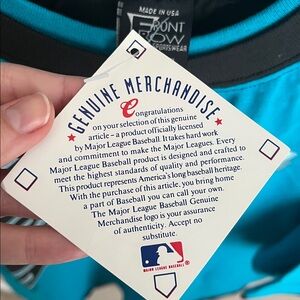 MADE IN USA
FRONT
ROW
SPORTSWEAR
GENUINE MERCHANDISE
Congratulations
on your selection of this genuine
article - a product officially licensed
by Major League Baseball. It takes hard work
and commitment to make the Major Leagues. Every
Major League Baseball product is designed and crafted to
meet the highest standards of quality and performance.
This product represents America's long baseball heritage.
With the purchase of this article, you bring home
a part of Baseball you can call your own.
The Major League Baseball Genuine
Merchandise logo is your assurance
of authenticity. Accept no
substitute.
MAJOR LEAGUE BASEBALL